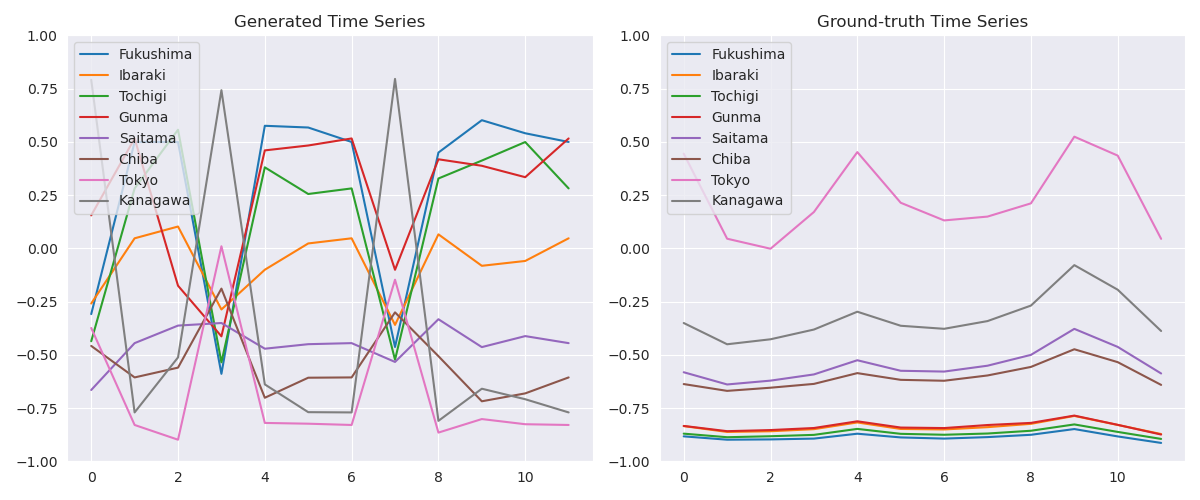 Generated Time Series
1.00
0.75
0.50
0.25
0.00
−0.25
−0.50
−0.75
−1.00
0 2 4 6 8 10
Fukushima
Ibaraki
Tochigi
Gunma
Saitama
Chiba
Tokyo
Kanagawa
Ground-truth Time Series
1.00
0.75
0.50
0.25
0.00
−0.25
−0.50
−0.75
−1.00
0 2 4 6 8 10
Fukushima
Ibaraki
Tochigi
Gunma
Saitama
Chiba
Tokyo
Kanagawa